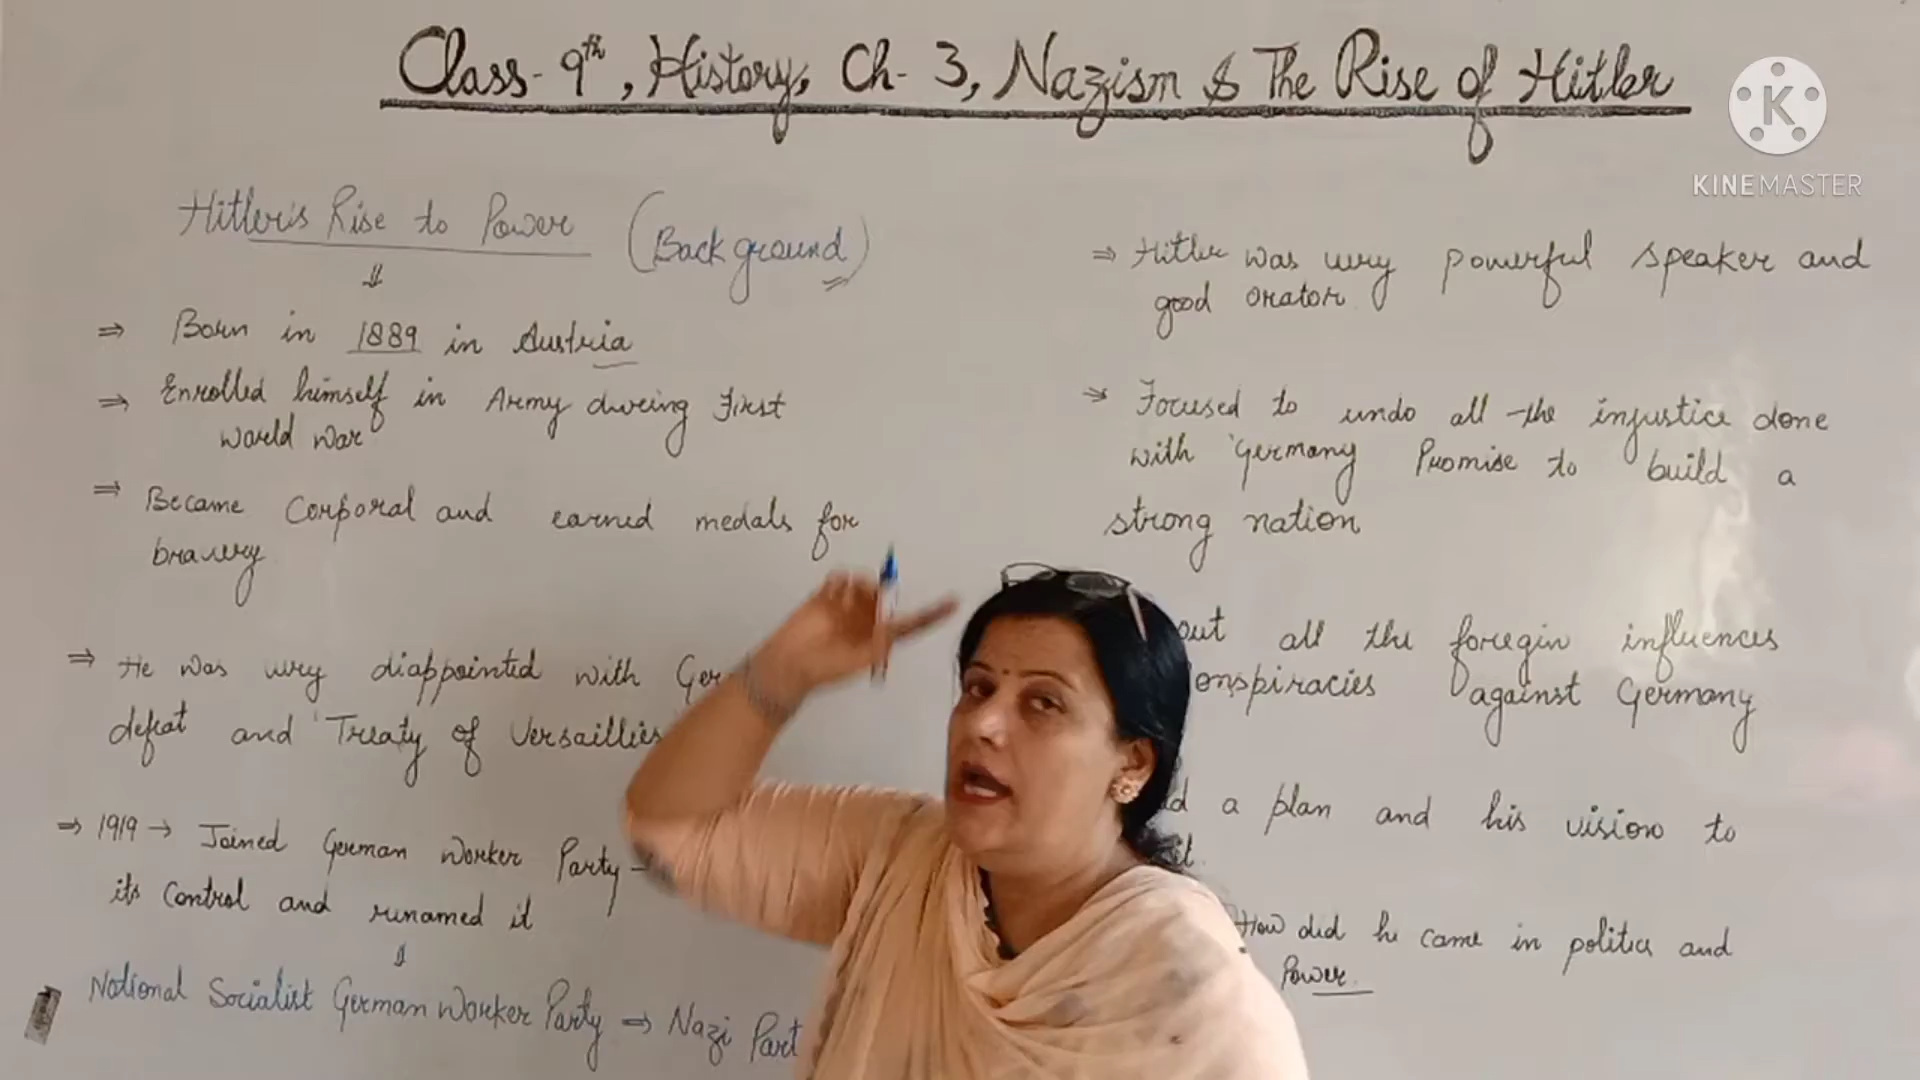 Class- 9th, History, Ch- 3, Nazism & The Rise of Hitler
K
KINEMASTER
Hitler's Rise to Power (Background)
⇓
⇒ Born in 1889 in Austria
⇒ Enrolled himself in Army during First
World War
⇒ Became Corporal and earned medals for
bravery
⇒ He was very diappointed with Ger
defeat and Treaty of Versaillies
⇒ 1919 → Joined German Worker Party →
its Control and renamed it
⇓
National Socialist German Worker Party ⇒ Nazi Part
⇒ Hitler was very powerful speaker and
good orator
⇒ Focused to undo all the injustice done
with Germany Promise to build a
strong nation
out all the foregin influences
onspiracies against Germany
a plan and his vision to
How did he came in politics and
Power